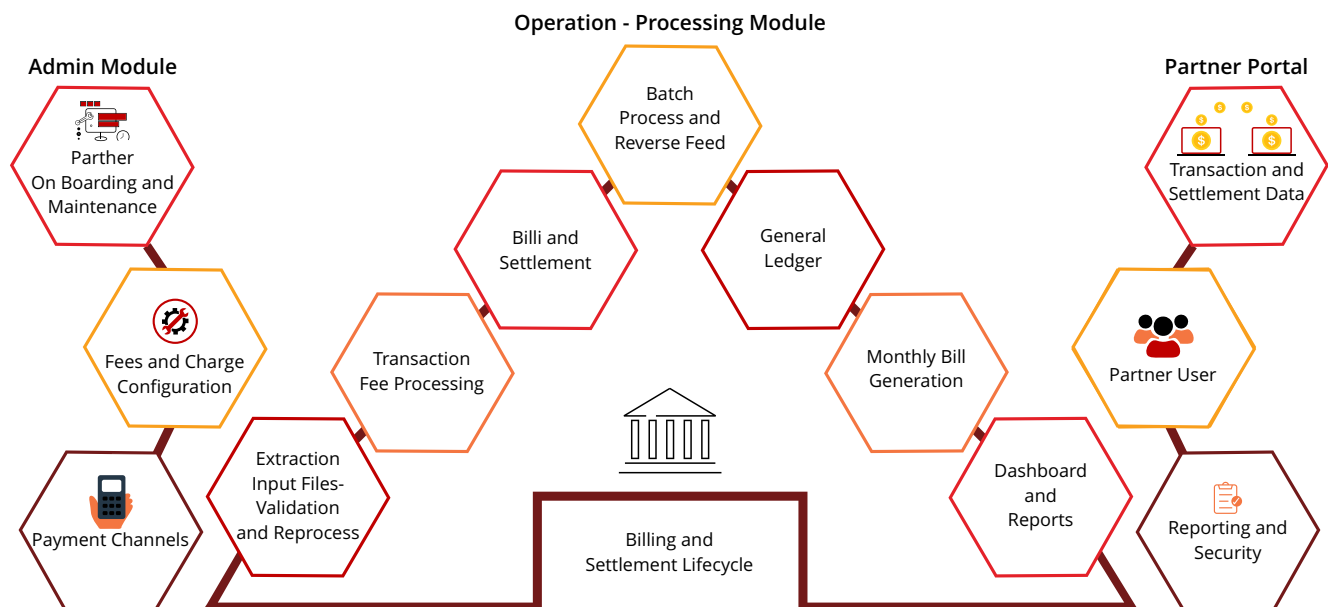 Operation - Processing Module
Admin Module
Parther
On Boarding and
Maintenance
Fees and Charge
Configuration
Payment Channels
Extraction
Input Files-
Validation
and Reprocess
Transaction
Fee Processing
Billi and
Settlement
Batch
Process and
Reverse Feed
General
Ledger
Monthly Bill
Generation
Dashboard
and
Reports
Billing and
Settlement Lifecycle
Partner Portal
$
$
$
$
$
$
Transaction and
Settlement Data
Partner User
Reporting and
Security